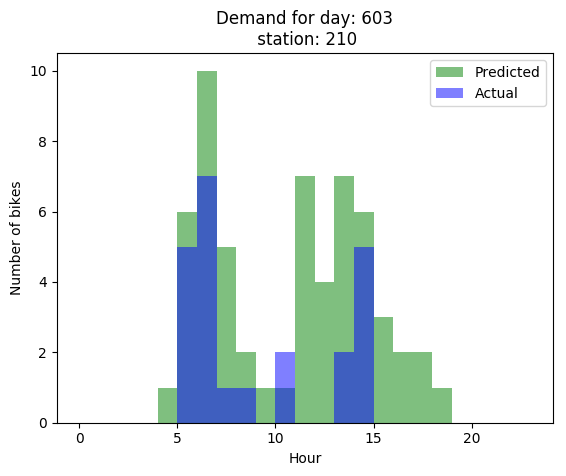 Demand for day: 603
station: 210
Predicted
Actual
10
8
6
4
2
0
Number of bikes
0 5 10 15 20
Hour